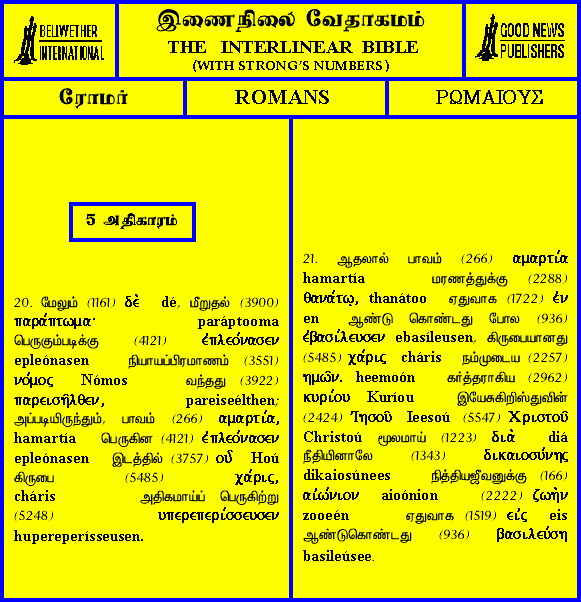 BELLWETHER
INTERNATIONAL
இணைநிலை வேதாகமம்
THE INTERLINEAR BIBLE
(WITH STRONG'S NUMBERS)
GOOD NEWS
PUBLISHERS
ரோமர்
ROMANS
ΡΩΜΑΙΟΥΣ
5 அதிகாரம்
20. மேலும் (1161) δὲ dé, மீறுதல் (3900)
παράπτωμα· paráptooma
பெருகும்படிக்கு (4121) ἐπλεόνασεν
epleónasen நியாயப்பிரமாணம் (3551)
νόμος Nómos வந்தது (3922)
παρεισῆλθεν, pareiseélthen;
அப்படியிருந்தும், பாவம் (266) αμαρτία,
hamartía பெருகின (4121) ἐπλεόνασεν
epleónasen இடத்தில் (3757) οὗ Hoú
கிருபை (5485) χάρις,
cháris அதிகமாய்ப் பெருகிற்று
(5248) υπερεπερίσσευσεν
hupereperísseusen.
21. ஆதலால் பாவம் (266) αμαρτία
hamartía மரணத்துக்கு (2288)
θανάτῳ, thanátoo ஏதுவாக (1722) ἐν
en ஆண்டு கொண்டது போல (936)
ἐβασίλευσεν ebasíleusen, கிருபையானது
(5485) χάρις cháris நம்முடைய (2257)
ημῶν. heemoón கர்த்தராகிய (2962)
κυρίου Kuríou இயேசுகிறிஸ்துவின்
(2424) Ἰησοῦ Ieesoú (5547) Χριστοῦ
Christoú மூலமாய் (1223) διὰ diá
நீதியினாலே (1343) δικαιοσύνης
dikaiosúnees நித்தியஜீவனுக்கு (166)
αἰώνιον aioónion (2222) ζωὴν
zooeén ஏதுவாக (1519) εἰς eis
ஆண்டுகொண்டது (936) βασιλεύσῃ
basileúsee.